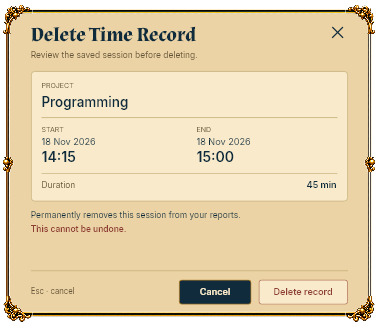 Delete Time Record
Review the saved session before deleting.
PROJECT
Programming
START END
18 Nov 2026 18 Nov 2026
14:15 15:00
Duration 45 min
Permanently removes this session from your reports.
This cannot be undone.
Esc · cancel Cancel Delete record